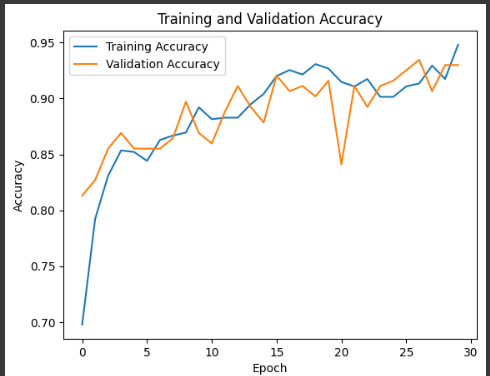 Training and Validation Accuracy
Training Accuracy
Validation Accuracy
0.95
0.90
0.85
0.80
0.75
0.70
Accuracy
0 5 10 15 20 25 30
Epoch